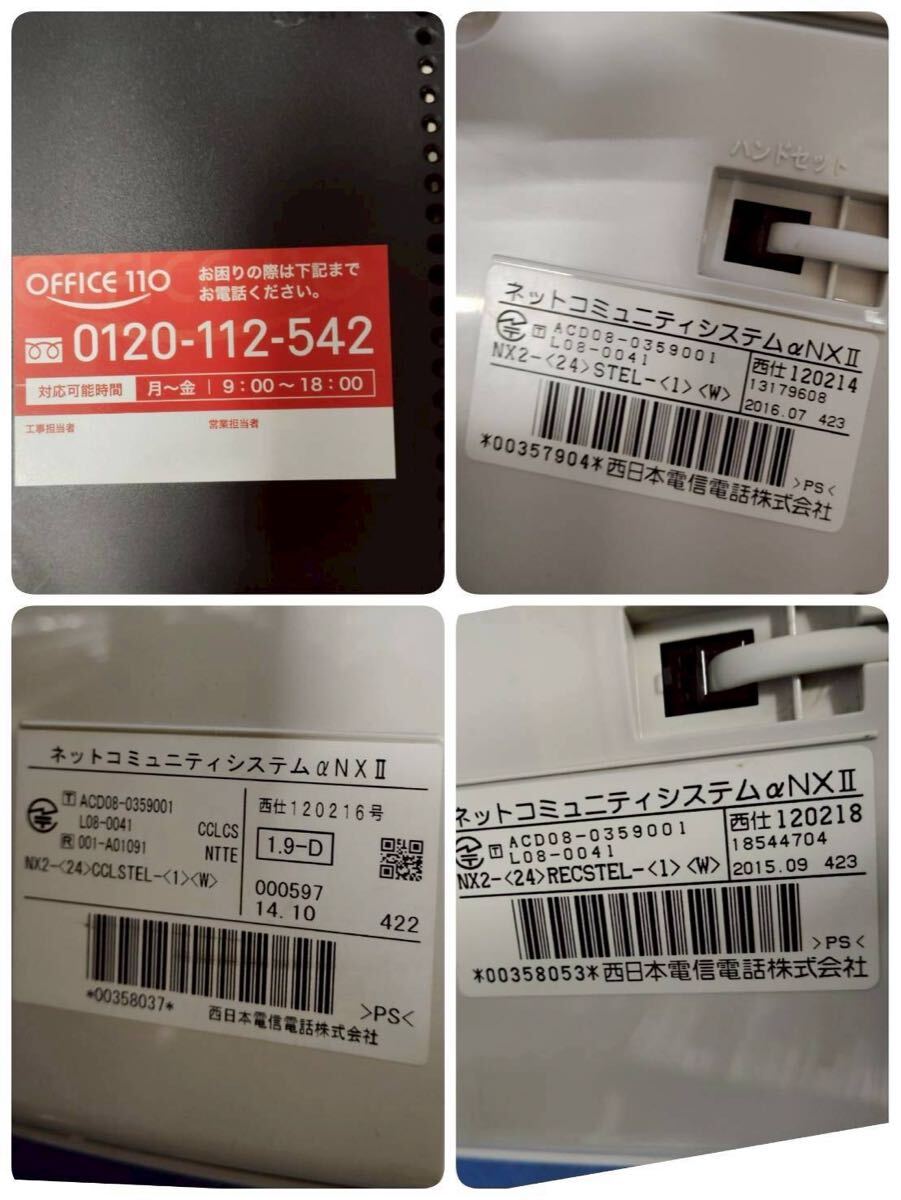 OFFICE 110
お困りの際は下記まで
お電話ください。
0120-112-542
対応可能時間 月～金 9:00～18:00
工事担当者 営業担当者
ハンドセット
ネットコミュニティシステムαNXⅡ
T ACD08-0359001
L08-0041
NX2-<24>STEL-<1><W>
西仕120214
13179608
2016.07 423
*00357904*西日本電信電話株式会社
>PS<
ネットコミュニティシステムαNXⅡ
T ACD08-0359001
L08-0041
R 001-A01091
CCLCS
NTTE
NX2-<24>CCLSTEL-<1><W>
西仕120216号
1.9-D
000597
14.10 422
*00358037* 西日本電信電話株式会社
>PS<
ネットコミュニティシステムαNXⅡ
T ACD08-0359001
L08-0041
NX2-<24>RECSTEL-<1><W>
西仕120218
18544704
2015.09 423
>PS<
*00358053*西日本電信電話株式会社